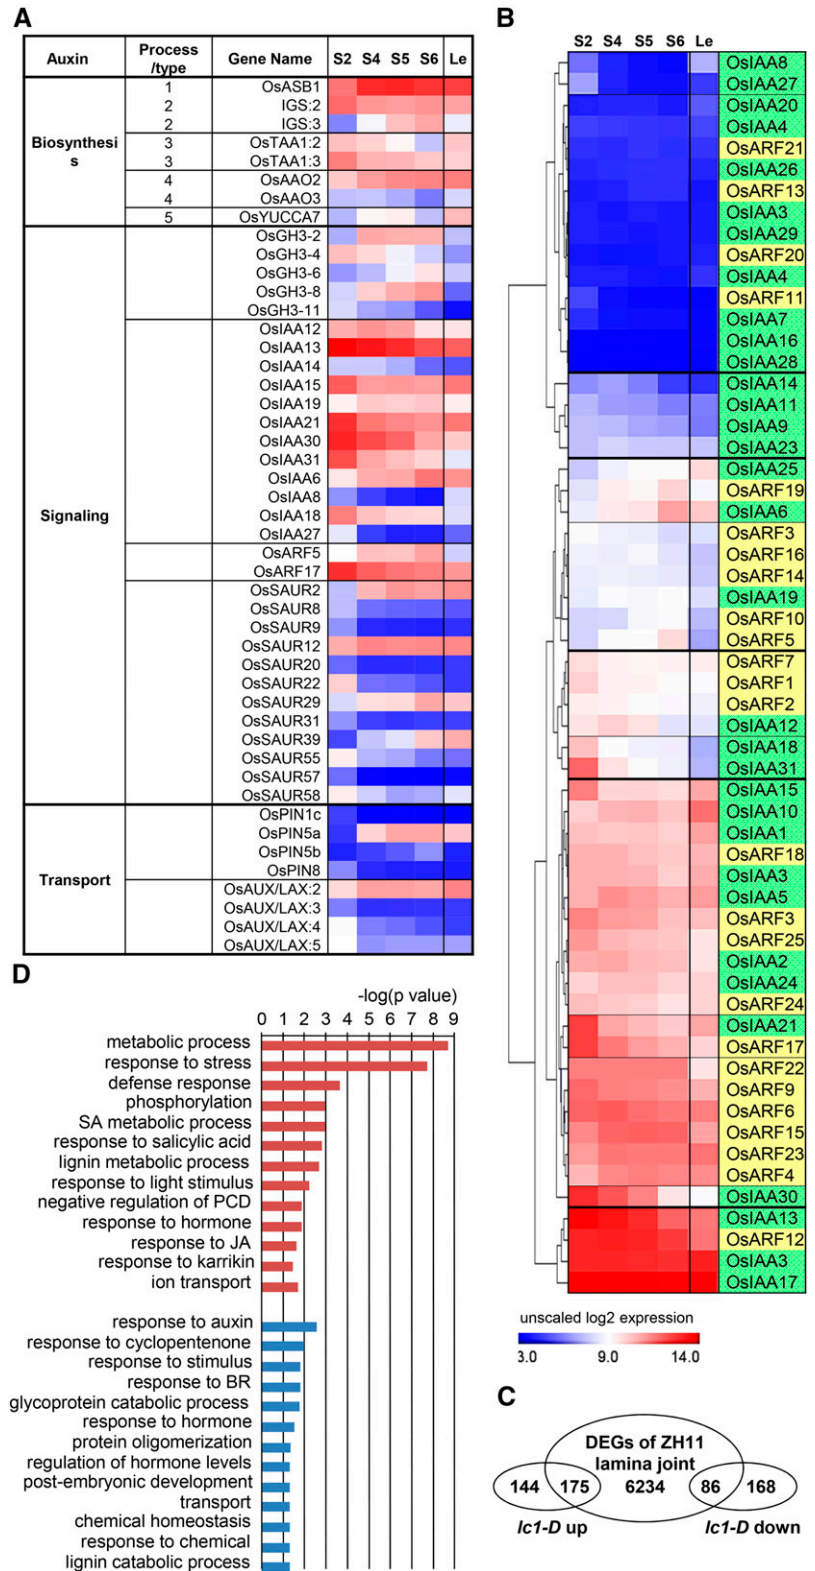 A
Auxin Process /type Gene Name S2 S4 S5 S6 Le
Biosynthesi
s
1 OsASB1
2 IGS:2
2 IGS:3
3 OsTAA1:2
3 OsTAA1:3
4 OsAAO2
4 OsAAO3
5 OsYUCCA7
Signaling
OsGH3-2
OsGH3-4
OsGH3-6
OsGH3-8
OsGH3-11
OsIAA12
OsIAA13
OsIAA14
OsIAA15
OsIAA19
OsIAA21
OsIAA30
OsIAA31
OsIAA6
OsIAA8
OsIAA18
OsIAA27
OsARF5
OsARF17
OsSAUR2
OsSAUR8
OsSAUR9
OsSAUR12
OsSAUR20
OsSAUR22
OsSAUR29
OsSAUR31
OsSAUR39
OsSAUR55
OsSAUR57
OsSAUR58
Transport
OsPIN1c
OsPIN5a
OsPIN5b
OsPIN8
OsAUX/LAX:2
OsAUX/LAX:3
OsAUX/LAX:4
OsAUX/LAX:5
B
S2 S4 S5 S6 Le
OsIAA8
OsIAA27
OsIAA20
OsIAA4
OsARF21
OsIAA26
OsARF13
OsIAA3
OsIAA29
OsARF20
OsIAA4
OsARF11
OsIAA7
OsIAA16
OsIAA28
OsIAA14
OsIAA11
OsIAA9
OsIAA23
OsIAA25
OsARF19
OsIAA6
OsARF3
OsARF16
OsARF14
OsIAA19
OsARF10
OsARF5
OsARF7
OsARF1
OsARF2
OsIAA12
OsIAA18
OsIAA31
OsIAA15
OsIAA10
OsIAA1
OsARF18
OsIAA3
OsIAA5
OsARF3
OsARF25
OsIAA2
OsIAA24
OsARF24
OsIAA21
OsARF17
OsARF22
OsARF9
OsARF6
OsARF15
OsARF23
OsARF4
OsIAA30
OsIAA13
OsARF12
OsIAA3
OsIAA17
unscaled log2 expression
3.0 9.0 14.0
C
DEGs of ZH11
lamina joint
144 175 6234 86 168
lc1-D up lc1-D down
D
-log(p value)
0 1 2 3 4 5 6 7 8 9
metabolic process
response to stress
defense response
phosphorylation
SA metabolic process
response to salicylic acid
lignin metabolic process
response to light stimulus
negative regulation of PCD
response to hormone
response to JA
response to karrikin
ion transport
response to auxin
response to cyclopentenone
response to stimulus
response to BR
glycoprotein catabolic process
response to hormone
protein oligomerization
regulation of hormone levels
post-embryonic development
transport
chemical homeostasis
response to chemical
lignin catabolic process